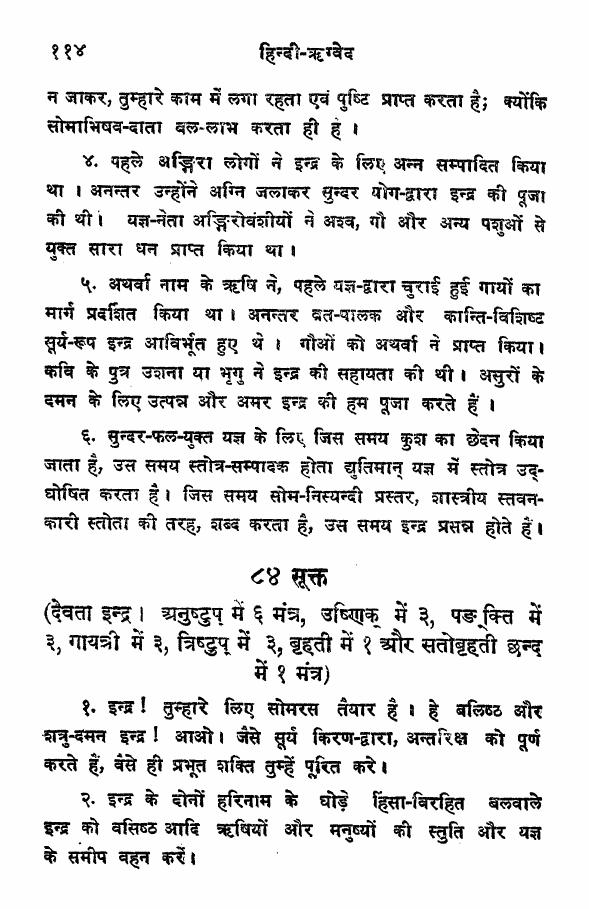 ११४ हिन्दी-ऋग्वेद
न जाकर, तुम्हारे काम में लगा रहता एवं पुष्टि प्राप्त करता है; क्योंकि
सोमाभिषव-दाता बल-लाभ करता ही है ।
४. पहले अङ्गिरा लोगों ने इन्द्र के लिए अन्न सम्पादित किया
था । अनन्तर उन्होंने अग्नि जलाकर सुन्दर योग-द्वारा इन्द्र की पूजा
की थी। यज्ञ-नेता अङ्गिरोवंशीयों ने अश्व, गौ और अन्य पशुओं से
युक्त सारा धन प्राप्त किया था ।
५. अथर्वा नाम के ऋषि ने, पहले यज्ञ-द्वारा चुराई हुई गायों का
मार्ग प्रदर्शित किया था । अनन्तर व्रत-पालक और कान्ति-विशिष्ट
सूर्य-रूप इन्द्र आविर्भूत हुए थे । गौओं को अथर्वा ने प्राप्त किया।
कवि के पुत्र उशना या भृगु ने इन्द्र की सहायता की थी। असुरों के
दमन के लिए उत्पन्न और अमर इन्द्र की हम पूजा करते हैं ।
६. सुन्दर-फल-युक्त यज्ञ के लिए जिस समय कुश का छेदन किया
जाता है, उस समय स्तोत्र-सम्पादक होता द्युतिमान् यज्ञ में स्तोत्र उद्-
घोषित करता है। जिस समय सोम-निस्यन्दी प्रस्तर, शास्त्रीय स्तवन-
कारी स्तोता की तरह, शब्द करता है, उस समय इन्द्र प्रसन्न होते हैं।
८४ सूक्त
(देवता इन्द्र। अनुष्टुप् में ६ मंत्र, उष्णिक् में ३, पङ्क्ति में
३, गायत्री में ३, त्रिष्टुप् में ३, बृहती में १ और सतोबृहती छन्द
में १ मंत्र)
१. इन्द्र! तुम्हारे लिए सोमरस तैयार है । हे बलिष्ठ और
शत्रु-दमन इन्द्र! आओ। जैसे सूर्य किरण-द्वारा, अन्तरिक्ष को पूर्ण
करते हैं, वैसे ही प्रभूत शक्ति तुम्हें पूरित करे।
२. इन्द्र के दोनों हरिनाम के घोड़े हिंसा-विरहित बलवाले
इन्द्र को वसिष्ठ आदि ऋषियों और मनुष्यों की स्तुति और यज्ञ
के समीप वहन करें।